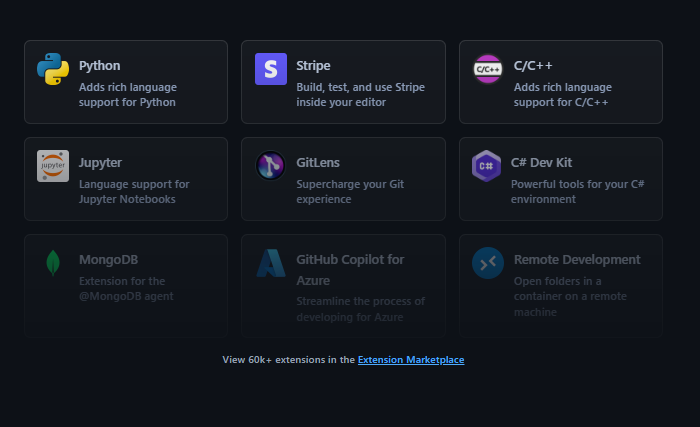 Python
Adds rich language
support for Python
S
Stripe
Build, test, and use Stripe
inside your editor
C/C++
C/C++
Adds rich language
support for C/C++
jupyter
Jupyter
Language support for
Jupyter Notebooks
GitLens
Supercharge your Git
experience
C#
C# Dev Kit
Powerful tools for your C#
environment
MongoDB
Extension for the
@MongoDB agent
GitHub Copilot for
Azure
Streamline the process of
developing for Azure
Remote Development
Open folders in a
container on a remote
machine
View 60k+ extensions in the Extension Marketplace